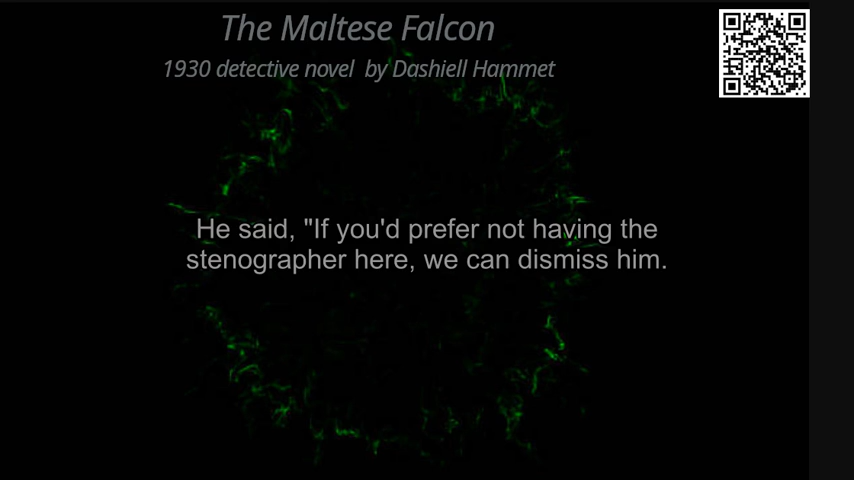 The Maltese Falcon
1930 detective novel by Dashiell Hammet
He said, "If you'd prefer not having the
stenographer here, we can dismiss him.